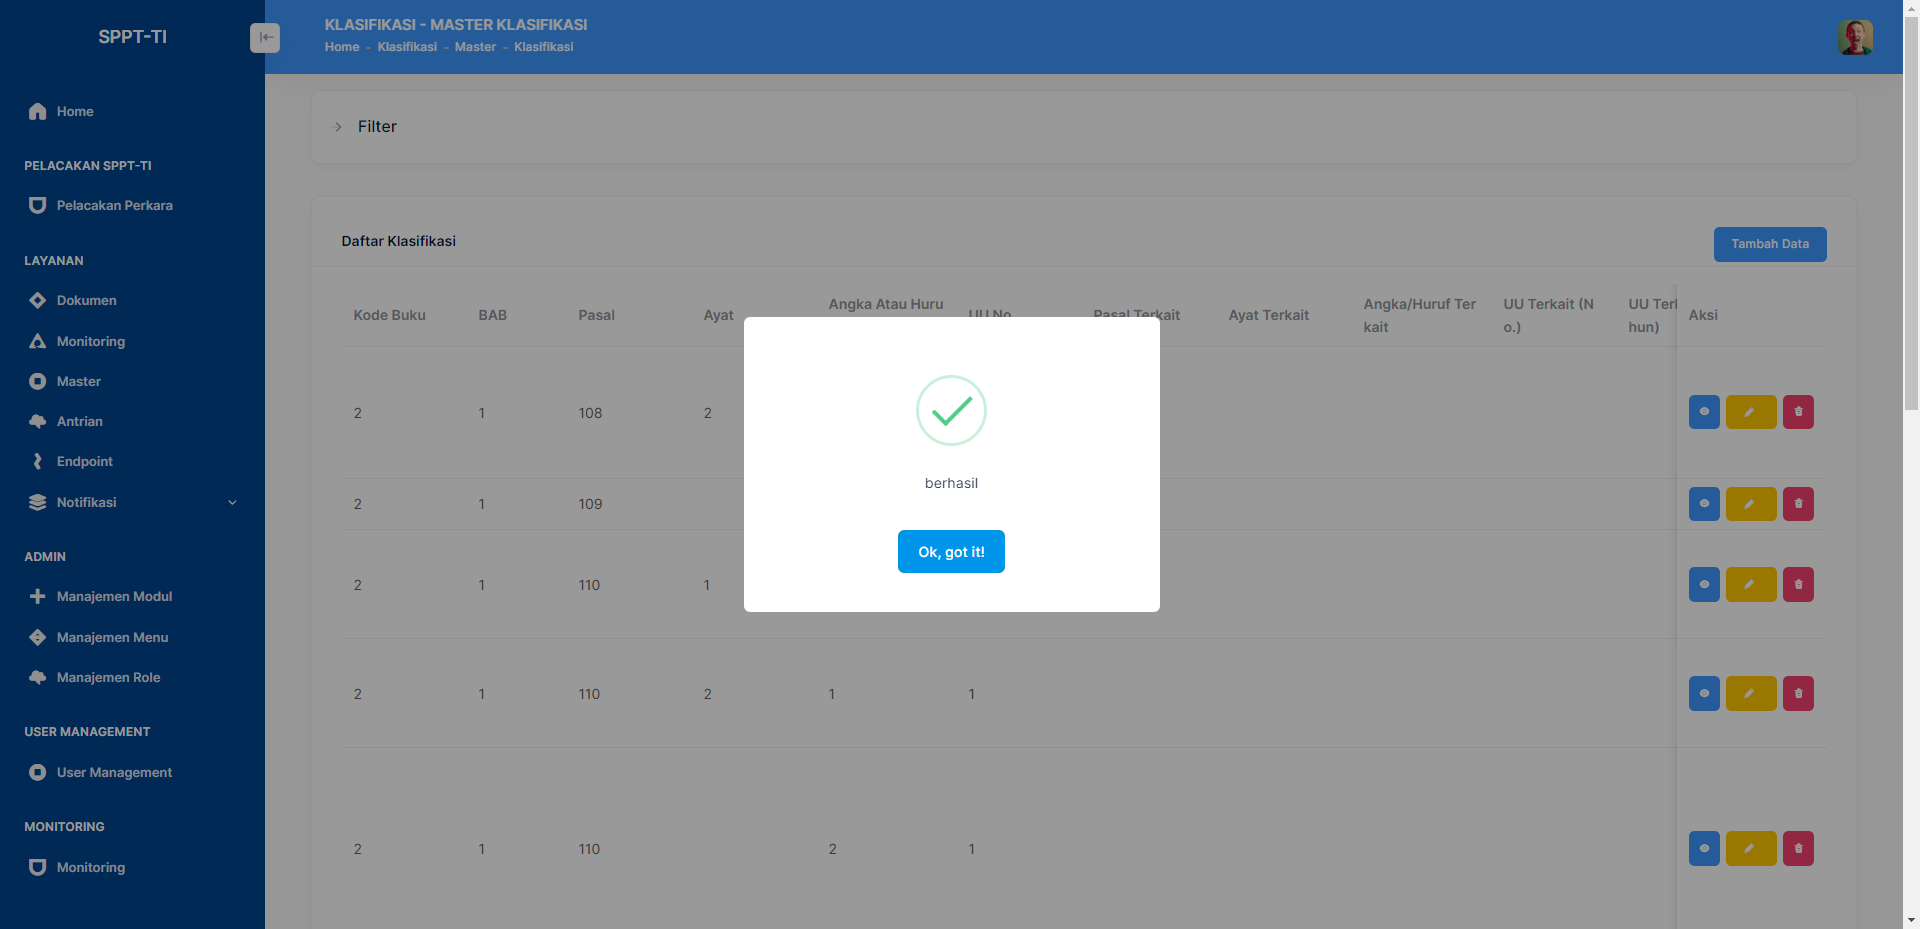 SPPT-TI
KLASIFIKASI - MASTER KLASIFIKASI
Home - Klasifikasi - Master - Klasifikasi
Home
PELACAKAN SPPT-TI
Pelacakan Perkara
LAYANAN
Dokumen
Monitoring
Master
Antrian
Endpoint
Notifikasi
ADMIN
Manajemen Modul
Manajemen Menu
Manajemen Role
USER MANAGEMENT
User Management
MONITORING
Monitoring
Filter
Daftar Klasifikasi
Tambah Data
Kode Buku BAB Pasal Ayat Angka Atau Huru UU No Pasal Terkait Ayat Terkait Angka/Huruf Ter UU Terkait (N UU Terl Aksi
kait o.) hun)
2 1 108 2
2 1 109
2 1 110 1
2 1 110 2 1 1
2 1 110 2 1
berhasil
Ok, got it!